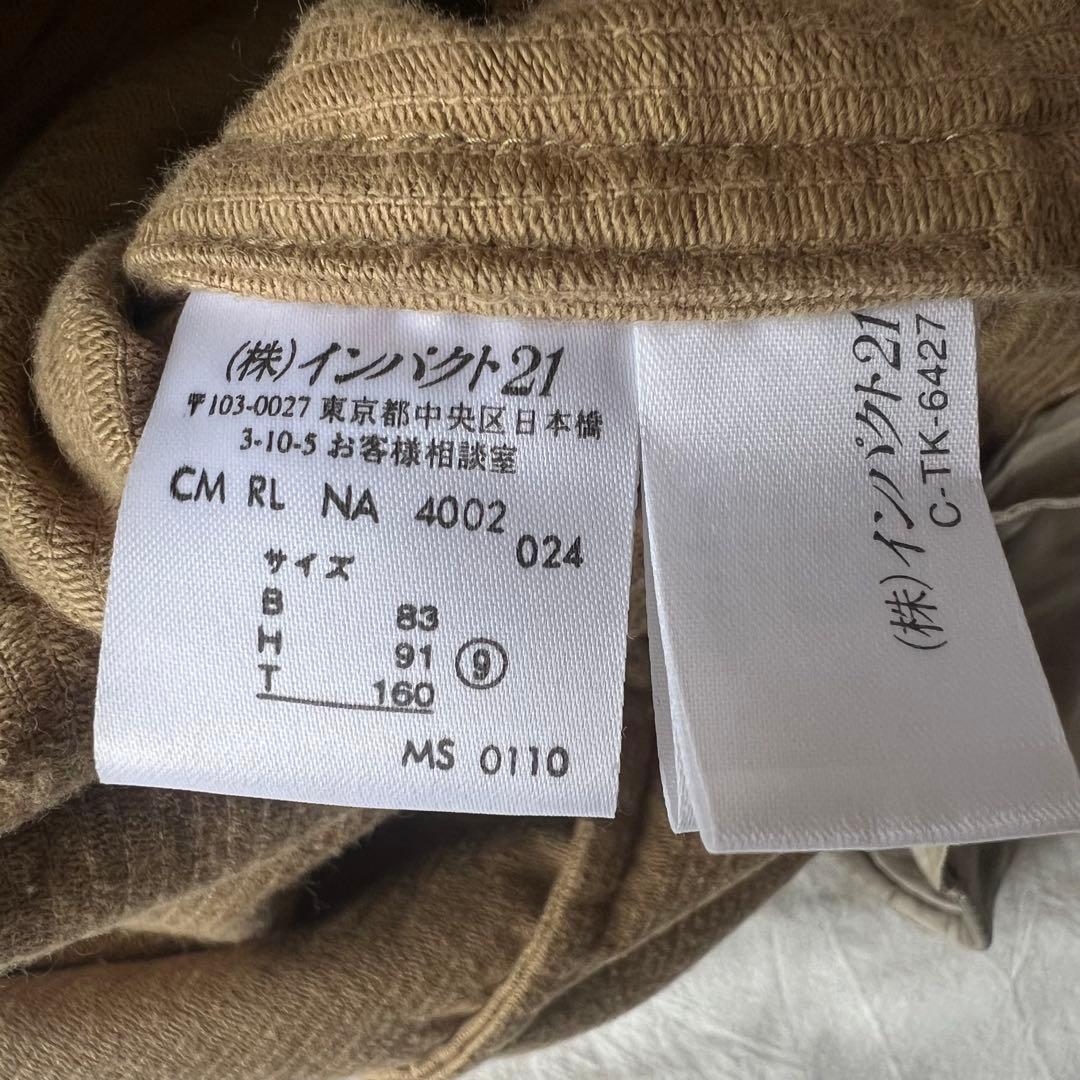 (株)インパクト21
〒103-0027 東京都中央区日本橋
3-10-5 お客様相談室
CM RL NA 4002
024
サイズ
B 83
H 91 ⑨
T 160
MS 0110
(株)インパクト21
C-TK-6427